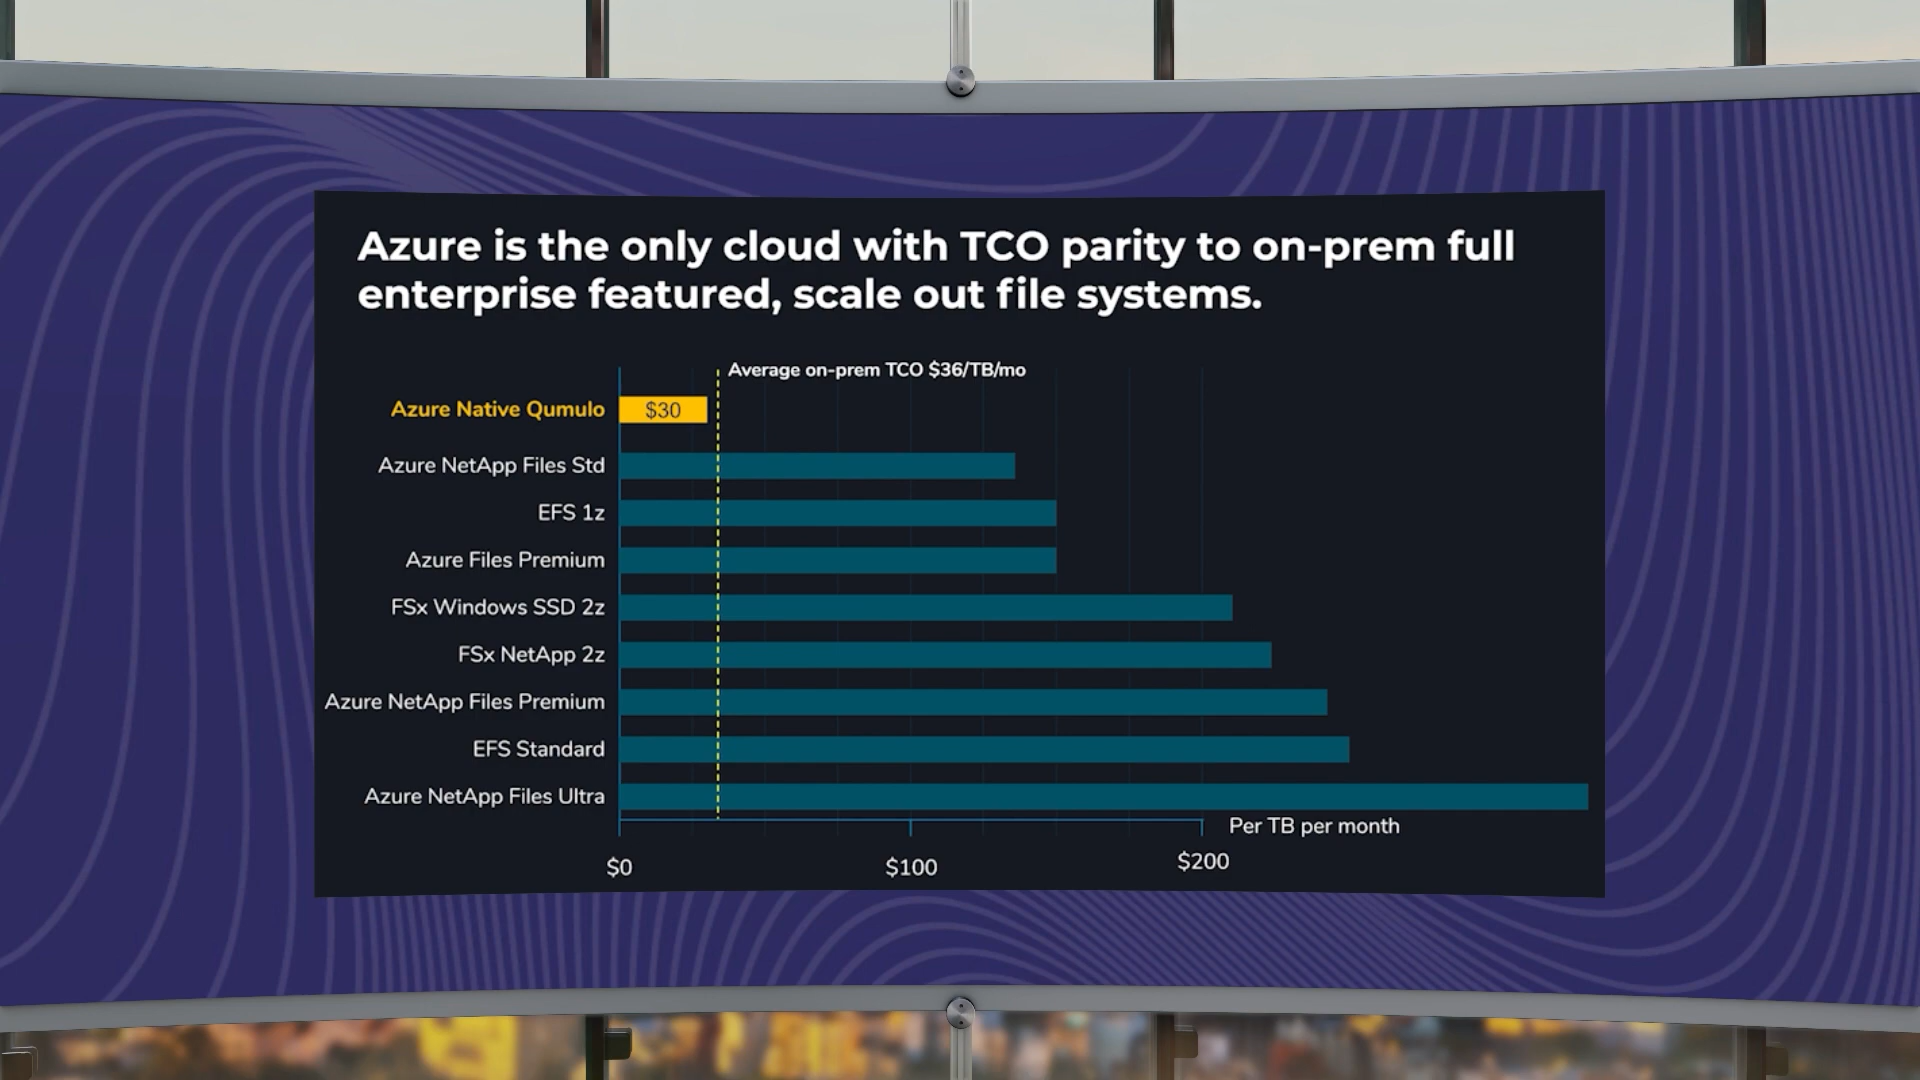 Azure is the only cloud with TCO parity to on-prem full
enterprise featured, scale out file systems.
Average on-prem TCO $36/TB/mo
Azure Native Qumulo
$30
Azure NetApp Files Std
EFS 1z
Azure Files Premium
FSx Windows SSD 2z
FSx NetApp 2z
Azure NetApp Files Premium
EFS Standard
Azure NetApp Files Ultra
Per TB per month
$0
$100
$200